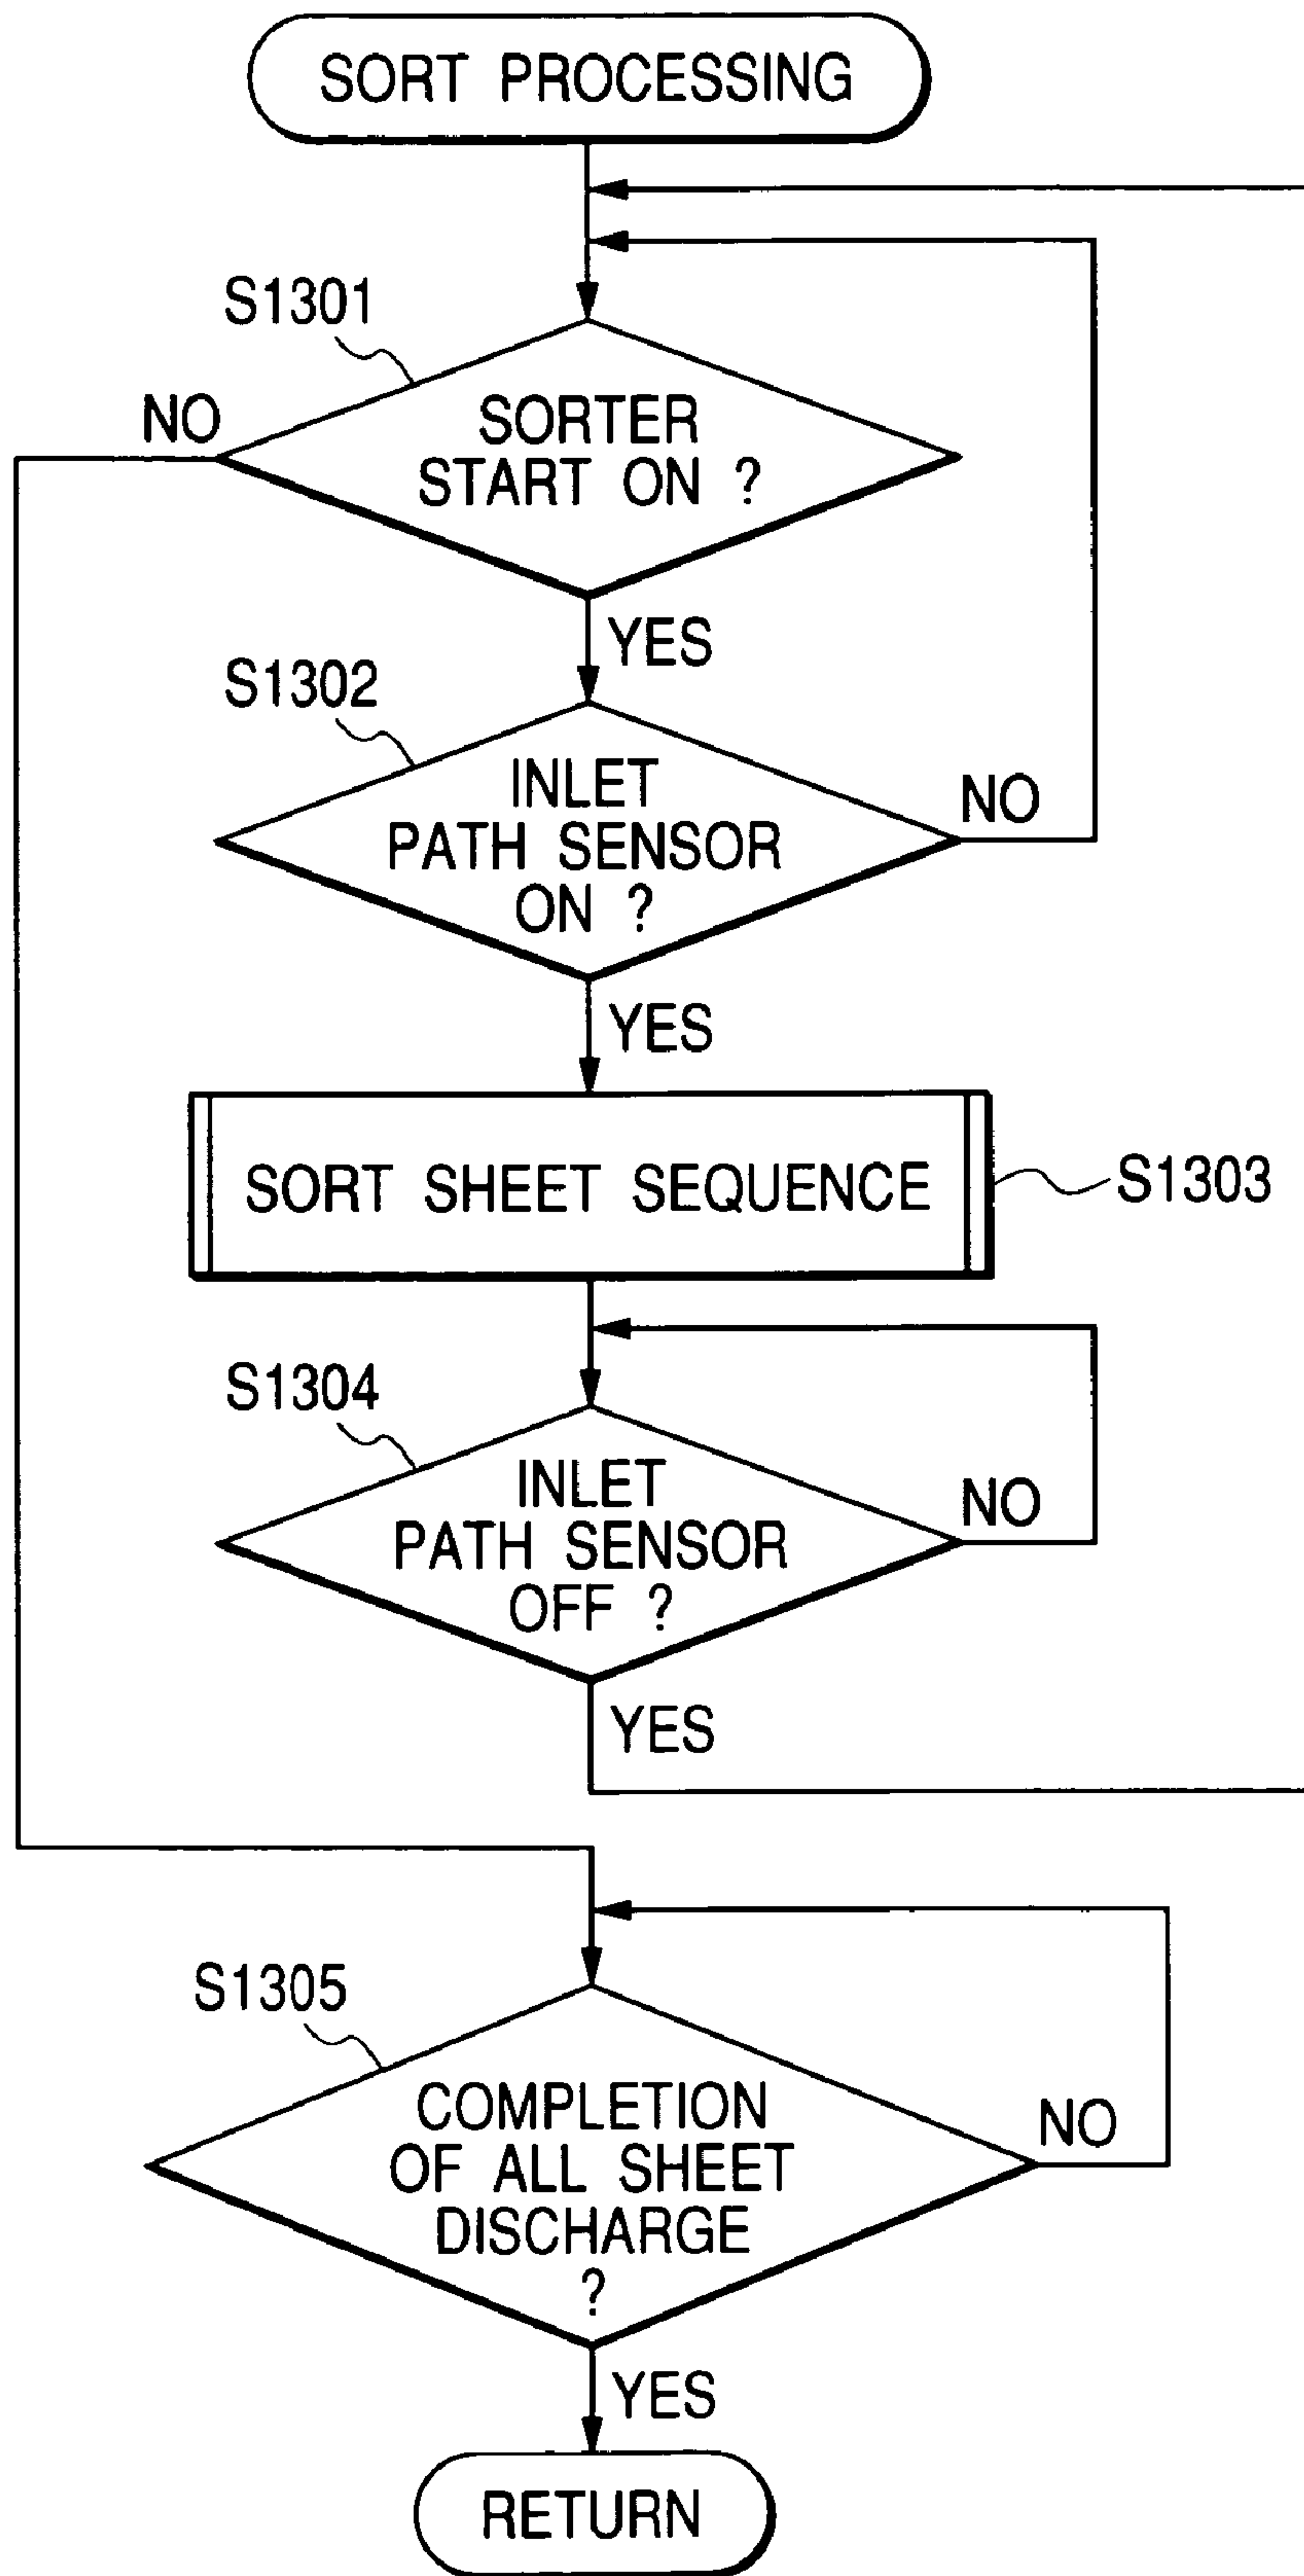 SORT PROCESSING
S1301
NO
SORTER
START ON ?
YES
S1302
INLET
PATH SENSOR
ON ?
NO
YES
SORT SHEET SEQUENCE
S1303
S1304
INLET
PATH SENSOR
OFF ?
NO
YES
S1305
COMPLETION
OF ALL SHEET
DISCHARGE
?
NO
YES
RETURN